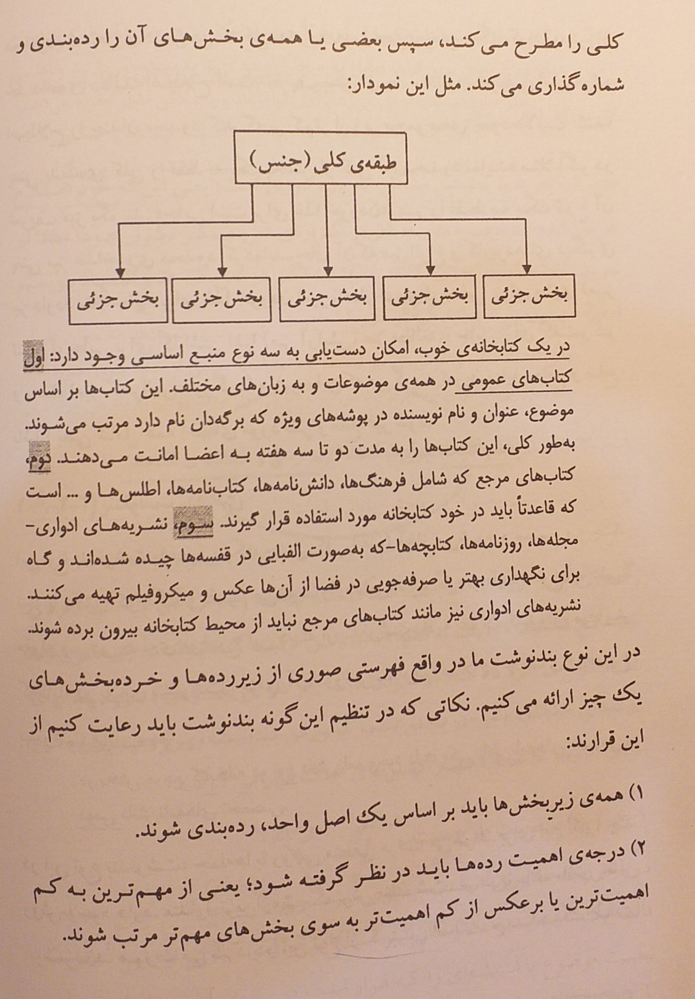 کلی را مطرح می‌کند، سپس بعضی یا همه‌ی بخش‌های آن را رده‌بندی و
شماره‌گذاری می‌کند. مثل این نمودار:
طبقه‌ی کلی (جنس)
بخش جزئی
بخش جزئی
بخش جزئی
بخش جزئی
بخش جزئی
در یک کتابخانه‌ی خوب، امکان دست‌یابی به سه نوع منبع اساسی وجود دارد: اول
کتاب‌های عمومی در همه‌ی موضوعات و به زبان‌های مختلف. این کتاب‌ها بر اساس
موضوع، عنوان و نام نویسنده در پوشه‌های ویژه که برگه‌دان نام دارد مرتب می‌شوند.
به‌طور کلی، این کتاب‌ها را به مدت دو تا سه هفته به اعضا امانت می‌دهند. دوم،
کتاب‌های مرجع که شامل فرهنگ‌ها، دانش‌نامه‌ها، کتاب‌نامه‌ها، اطلس‌ها و ... است
که قاعدتاً باید در خود کتابخانه مورد استفاده قرار گیرند. سوم، نشریه‌های ادواری-
مجله‌ها، روزنامه‌ها، کتابچه‌ها-که به‌صورت الفبایی در قفسه‌ها چیده شده‌اند و گاه
برای نگهداری بهتر یا صرفه‌جویی در فضا از آن‌ها عکس و میکروفیلم تهیه می‌کنند.
نشریه‌های ادواری نیز مانند کتاب‌های مرجع نباید از محیط کتابخانه بیرون برده شوند.
در این نوع بندنوشت ما در واقع فهرستی صوری از زیررده‌ها و خرده‌بخش‌های
یک چیز ارائه می‌کنیم. نکاتی که در تنظیم این گونه بندنوشت باید رعایت کنیم از
این قرارند:
۱) همه‌ی زیربخش‌ها باید بر اساس یک اصل واحد، رده‌بندی شوند.
۲) درجه‌ی اهمیت رده‌ها باید در نظر گرفته شود؛ یعنی از مهم‌ترین به کم
اهمیت‌ترین یا برعکس از کم اهمیت‌تر به سوی بخش‌های مهم‌تر مرتب شوند.